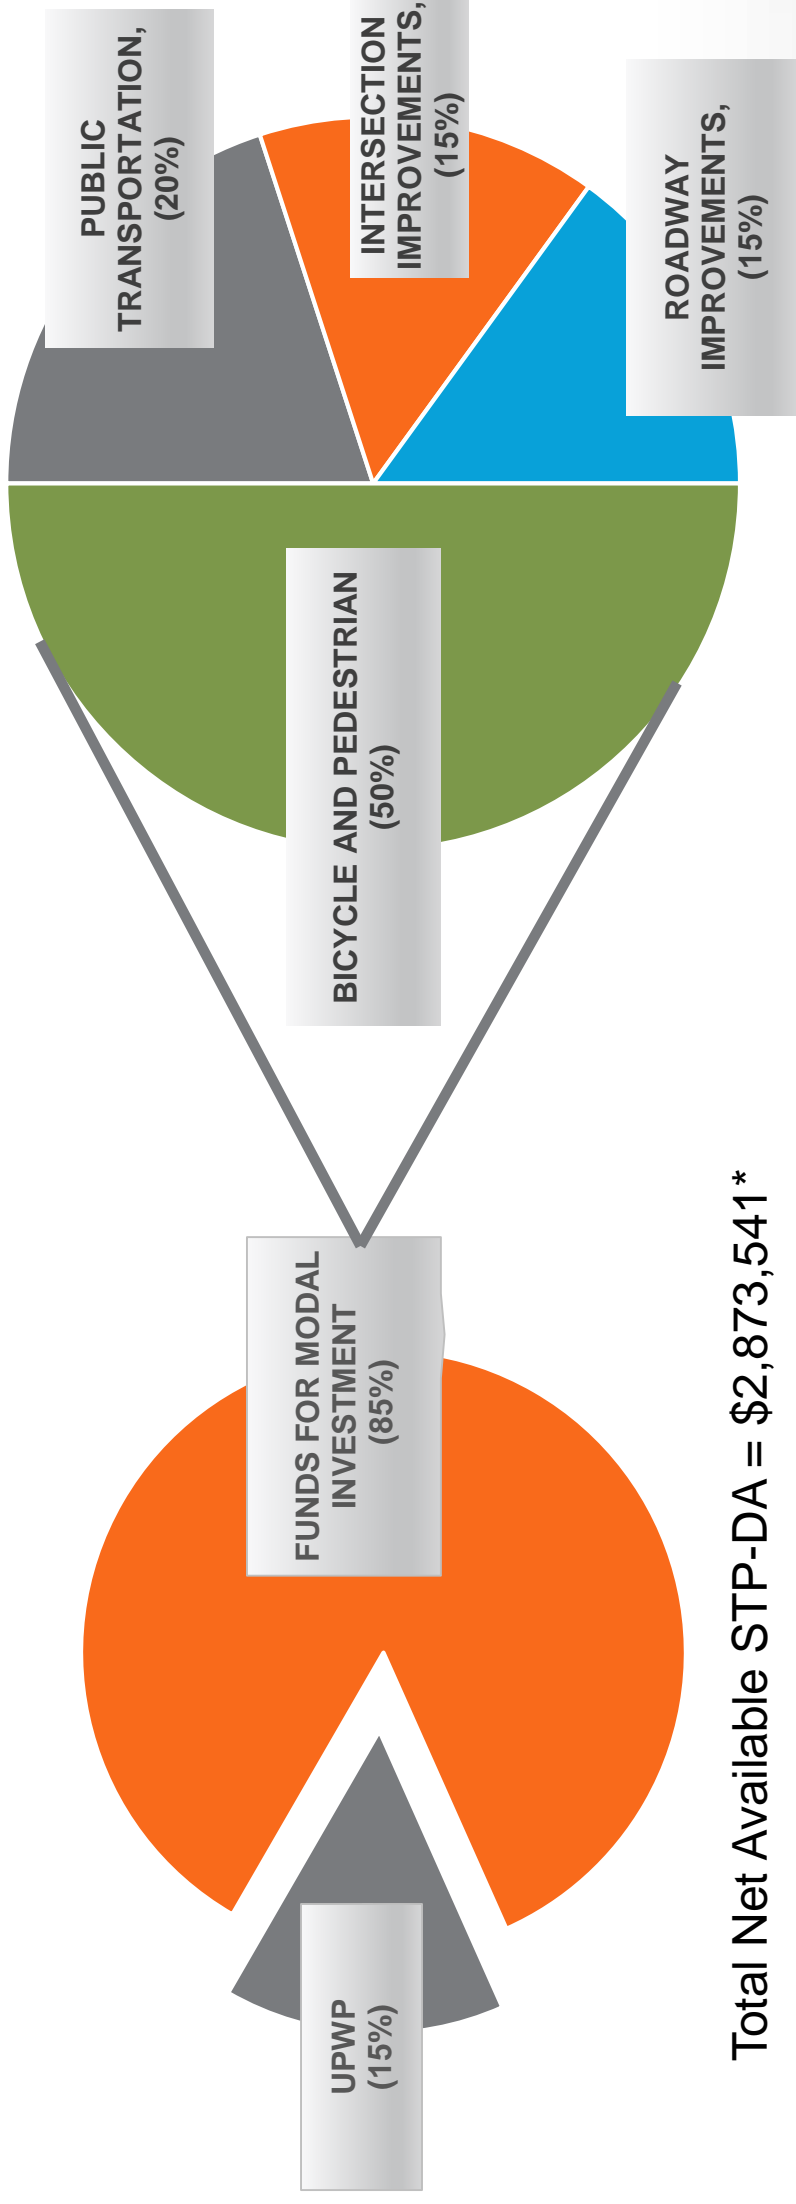 UPWP
(15%)
FUNDS FOR MODAL
INVESTMENT
(85%)
BICYCLE AND PEDESTRIAN
(50%)
PUBLIC
TRANSPORTATION,
(20%)
INTERSECTION
IMPROVEMENTS,
(15%)
ROADWAY
IMPROVEMENTS,
(15%)
Total Net Available STP-DA = $2,873,541*